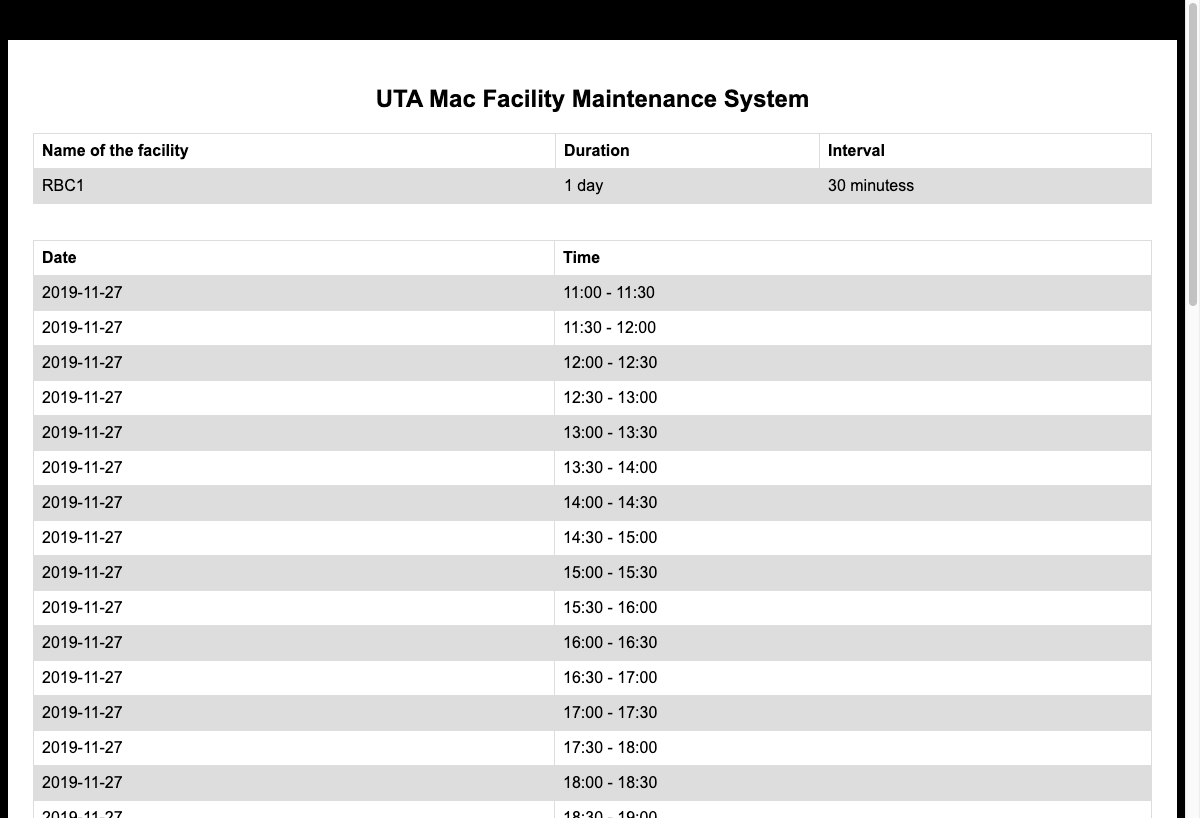 UTA Mac Facility Maintenance System
Name of the facility Duration Interval
RBC1 1 day 30 minutess
Date Time
2019-11-27 11:00 - 11:30
2019-11-27 11:30 - 12:00
2019-11-27 12:00 - 12:30
2019-11-27 12:30 - 13:00
2019-11-27 13:00 - 13:30
2019-11-27 13:30 - 14:00
2019-11-27 14:00 - 14:30
2019-11-27 14:30 - 15:00
2019-11-27 15:00 - 15:30
2019-11-27 15:30 - 16:00
2019-11-27 16:00 - 16:30
2019-11-27 16:30 - 17:00
2019-11-27 17:00 - 17:30
2019-11-27 17:30 - 18:00
2019-11-27 18:00 - 18:30
2019-11-27 18:30 - 19:00